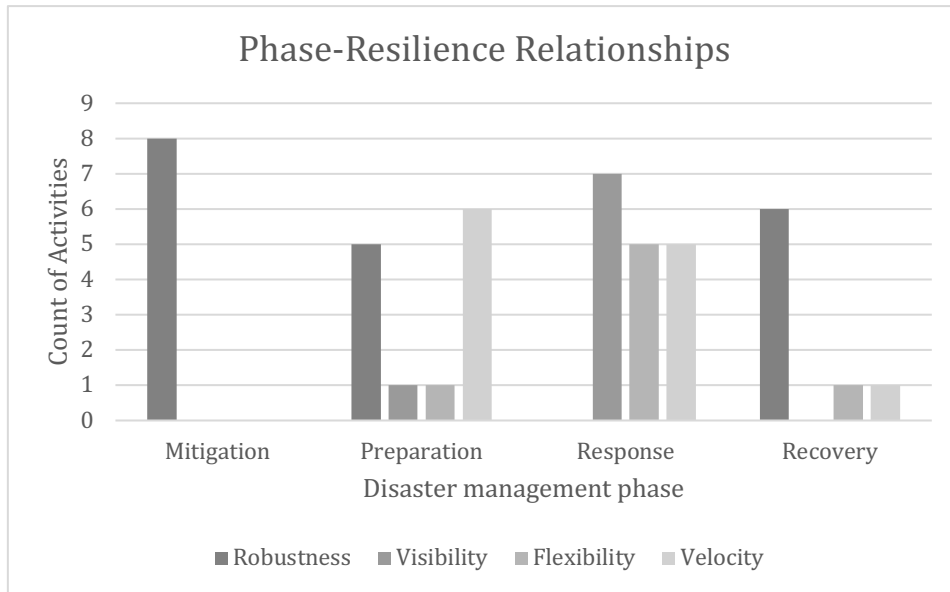 Phase-Resilience Relationships
Count of Activities
9
8
7
6
5
4
3
2
1
0
Mitigation Preparation Response Recovery
Disaster management phase
Robustness Visibility Flexibility Velocity